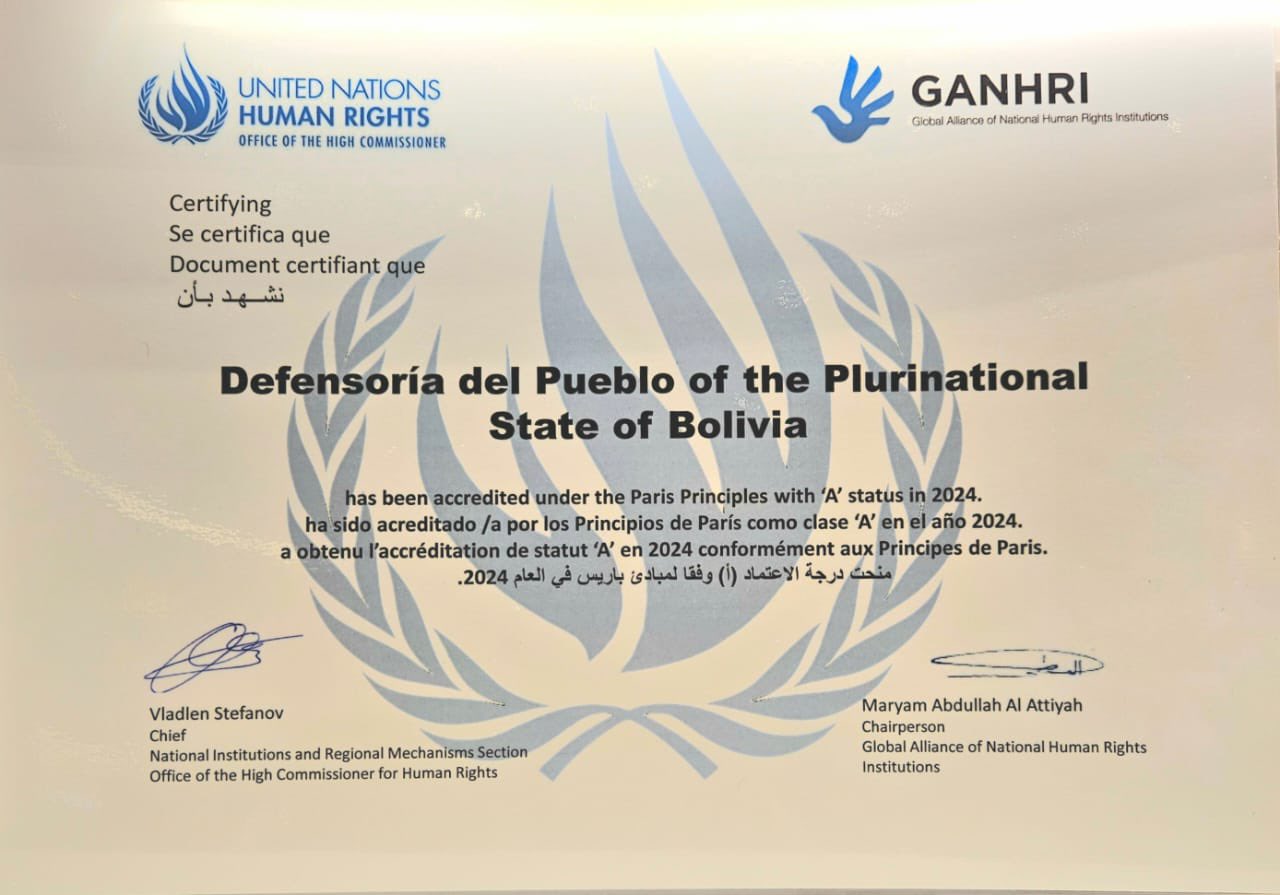 UNITED NATIONS
HUMAN RIGHTS
OFFICE OF THE HIGH COMMISSIONER
GANHRI
Global Alliance of National Human Rights Institutions
Certifying
Se certifica que
Document certifiant que
نشهد بأن
Defensoría del Pueblo of the Plurinational
State of Bolivia
has been accredited under the Paris Principles with ‘A’ status in 2024.
ha sido acreditado /a por los Principios de París como clase ‘A’ en el año 2024.
a obtenu l’accréditation de statut ‘A’ en 2024 conformément aux Principes de Paris.
منحت درجة الاعتماد (أ) وفقا لمبادئ باريس في العام 2024.
Vladlen Stefanov
Chief
National Institutions and Regional Mechanisms Section
Office of the High Commissioner for Human Rights
Maryam Abdullah Al Attiyah
Chairperson
Global Alliance of National Human Rights
Institutions